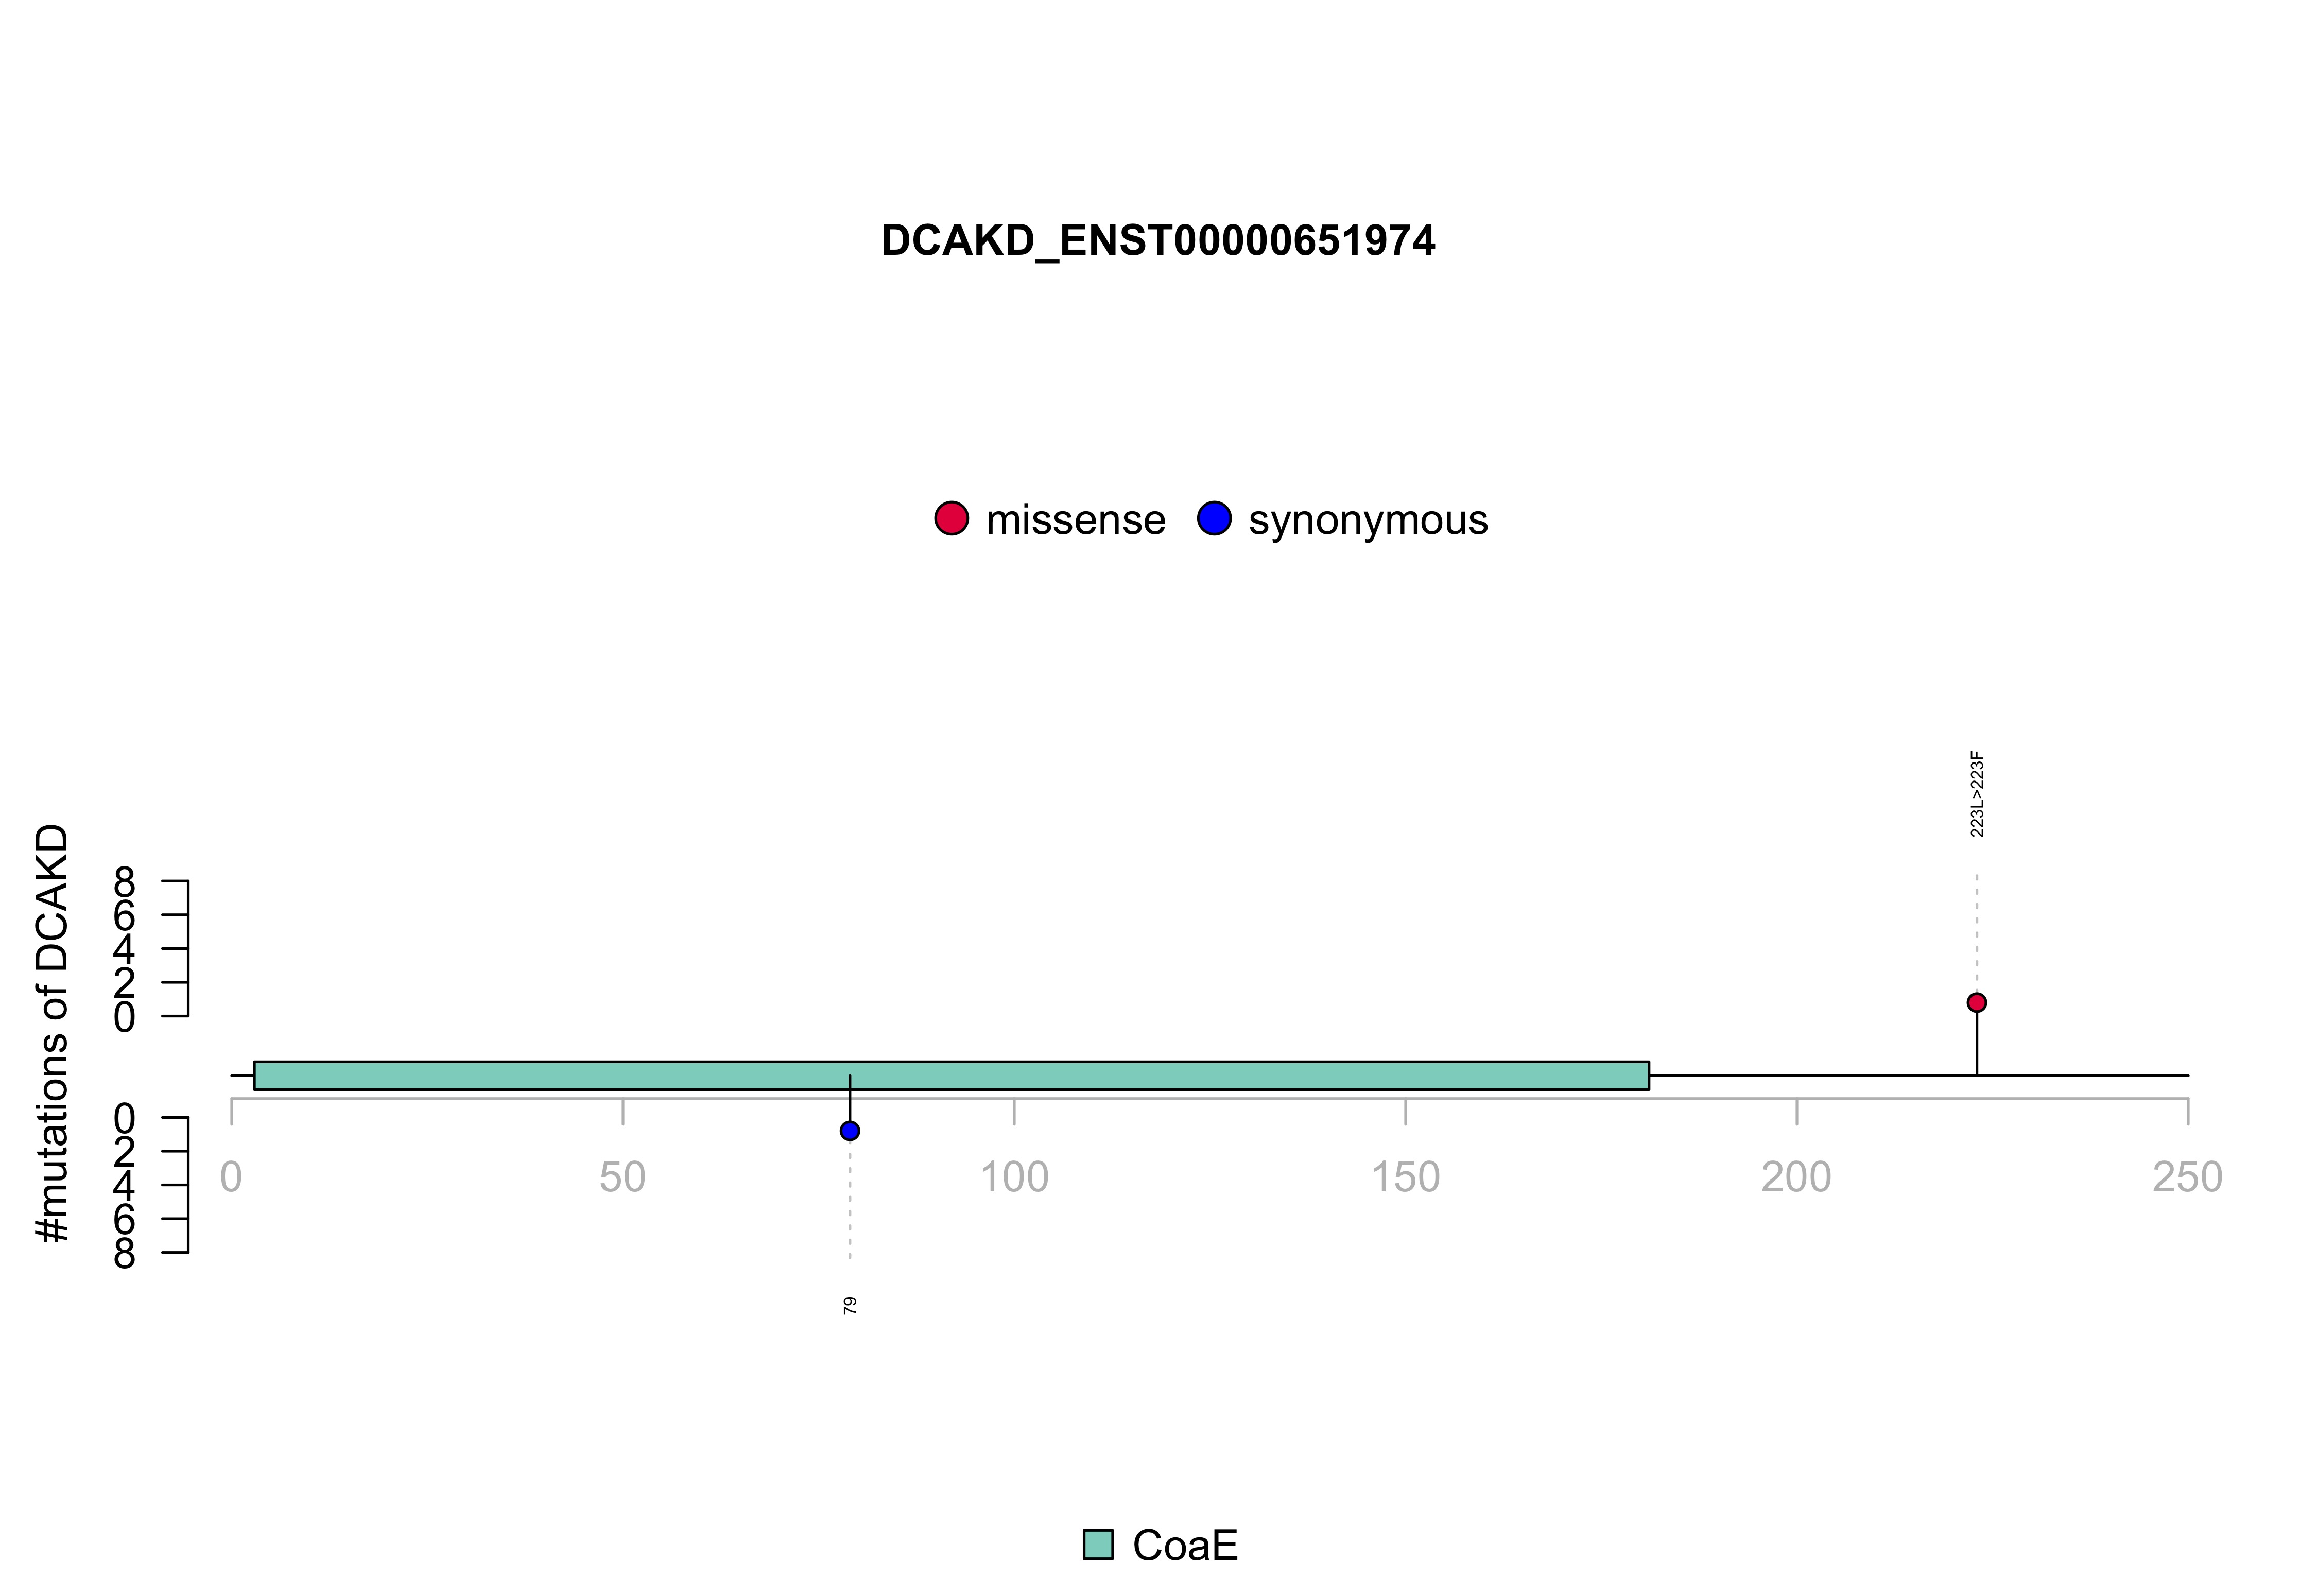 DCAKD_ENST00000651974
missense synonymous
223L>223F
#mutations of DCAKD
8
6
4
2
0
0
2
4
6
8
0 50 100 150 200 250
79
CoaE